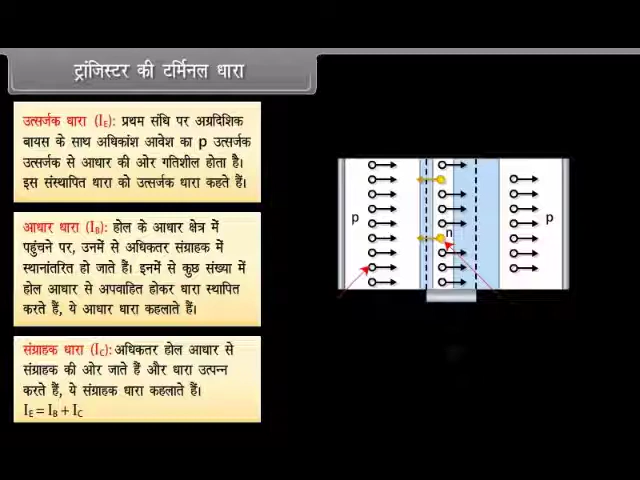 ट्रांजिस्टर की टर्मिनल धारा
उत्सर्जक धारा (IE): प्रथम संधि पर अग्रदिशिक
बायस के साथ अधिकांश आवेश का p उत्सर्जक
उत्सर्जक से आधार की ओर गतिशील होता है।
इस संस्थापित धारा को उत्सर्जक धारा कहते हैं।
आधार धारा (IB): होल के आधार क्षेत्र में
पहुंचने पर, उनमें से अधिकतर संग्राहक में
स्थानांतरित हो जाते हैं। इनमें से कुछ संख्या में
होल आधार से अपवाहित होकर धारा स्थापित
करते हैं, ये आधार धारा कहलाते हैं।
संग्राहक धारा (IC): अधिकतर होल आधार से
संग्राहक की ओर जाते हैं और धारा उत्पन्न
करते हैं, ये संग्राहक धारा कहलाते हैं।
IE = IB + IC
p
n
p